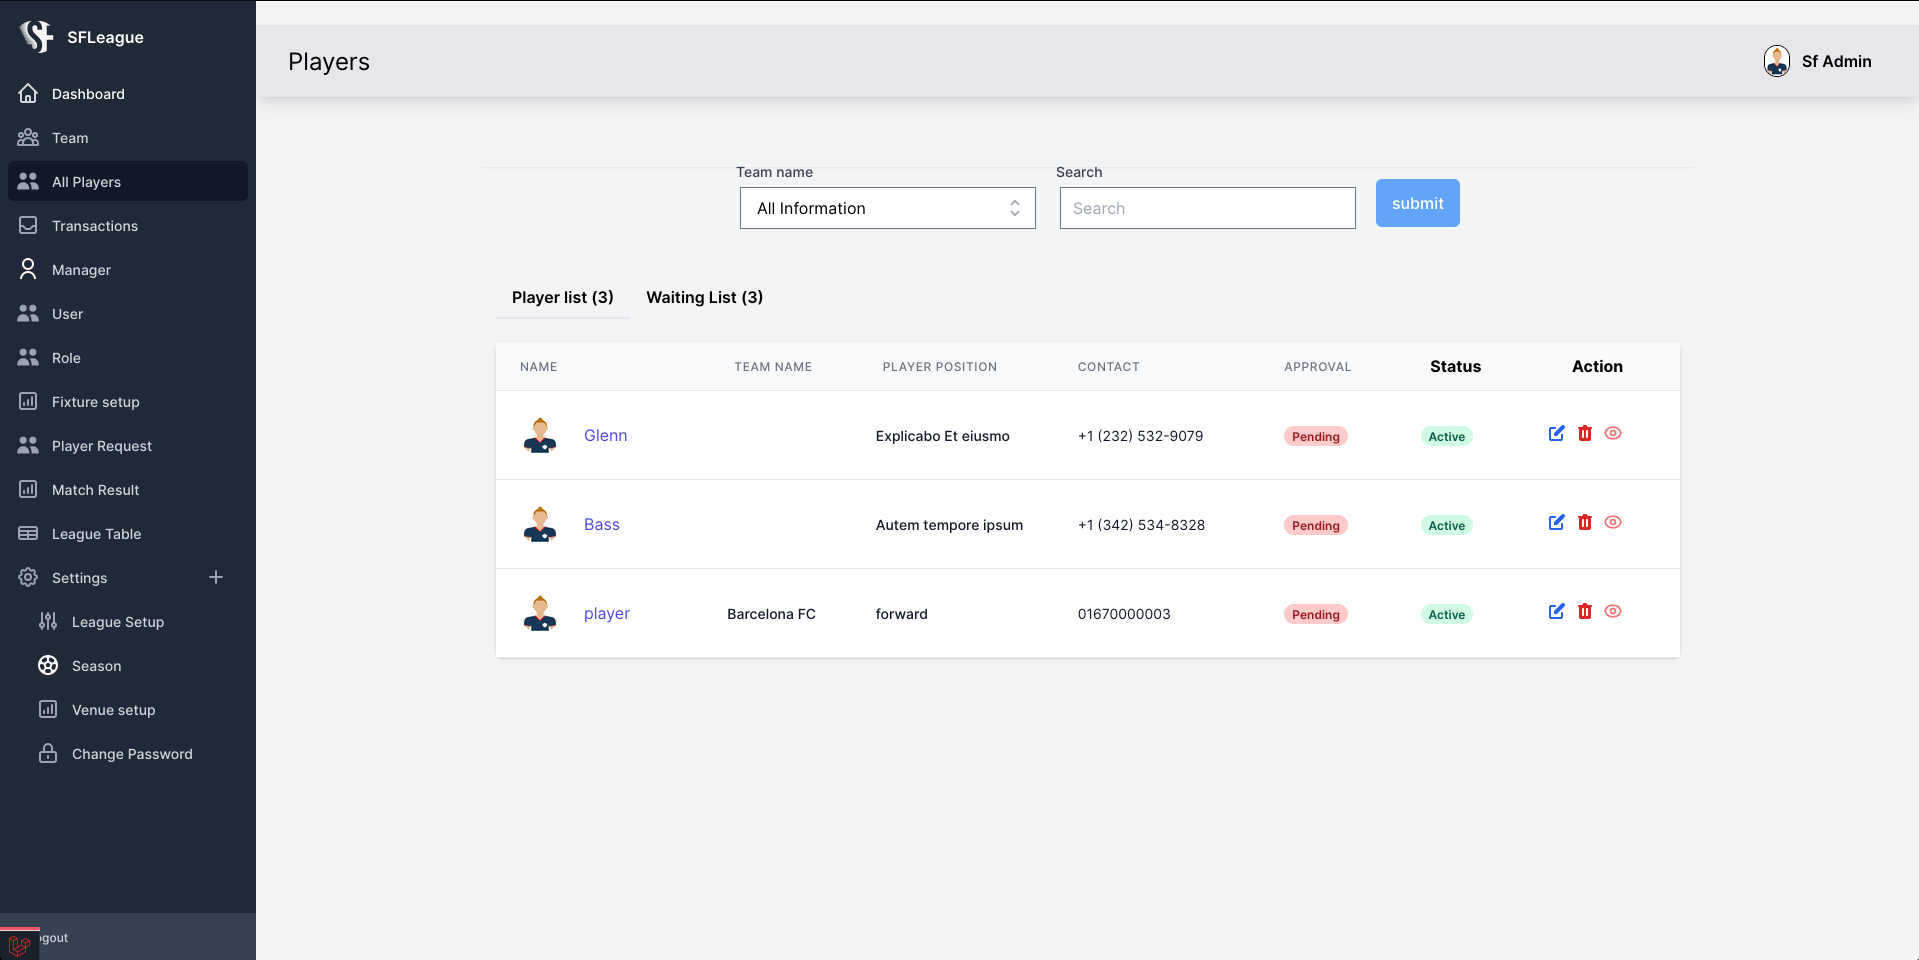 SFLeague
Dashboard
Team
All Players
Transactions
Manager
User
Role
Fixture setup
Player Request
Match Result
League Table
Settings
League Setup
Season
Venue setup
Change Password
Players
Sf Admin
Team name
Search
All Information
Search
submit
Player list (3) Waiting List (3)
NAME TEAM NAME PLAYER POSITION CONTACT APPROVAL Status Action
Glenn Explicabo Et eiusmo +1 (232) 532-9079 Pending Active
Bass Autem tempore ipsum +1 (342) 534-8328 Pending Active
player Barcelona FC forward 01670000003 Pending Active